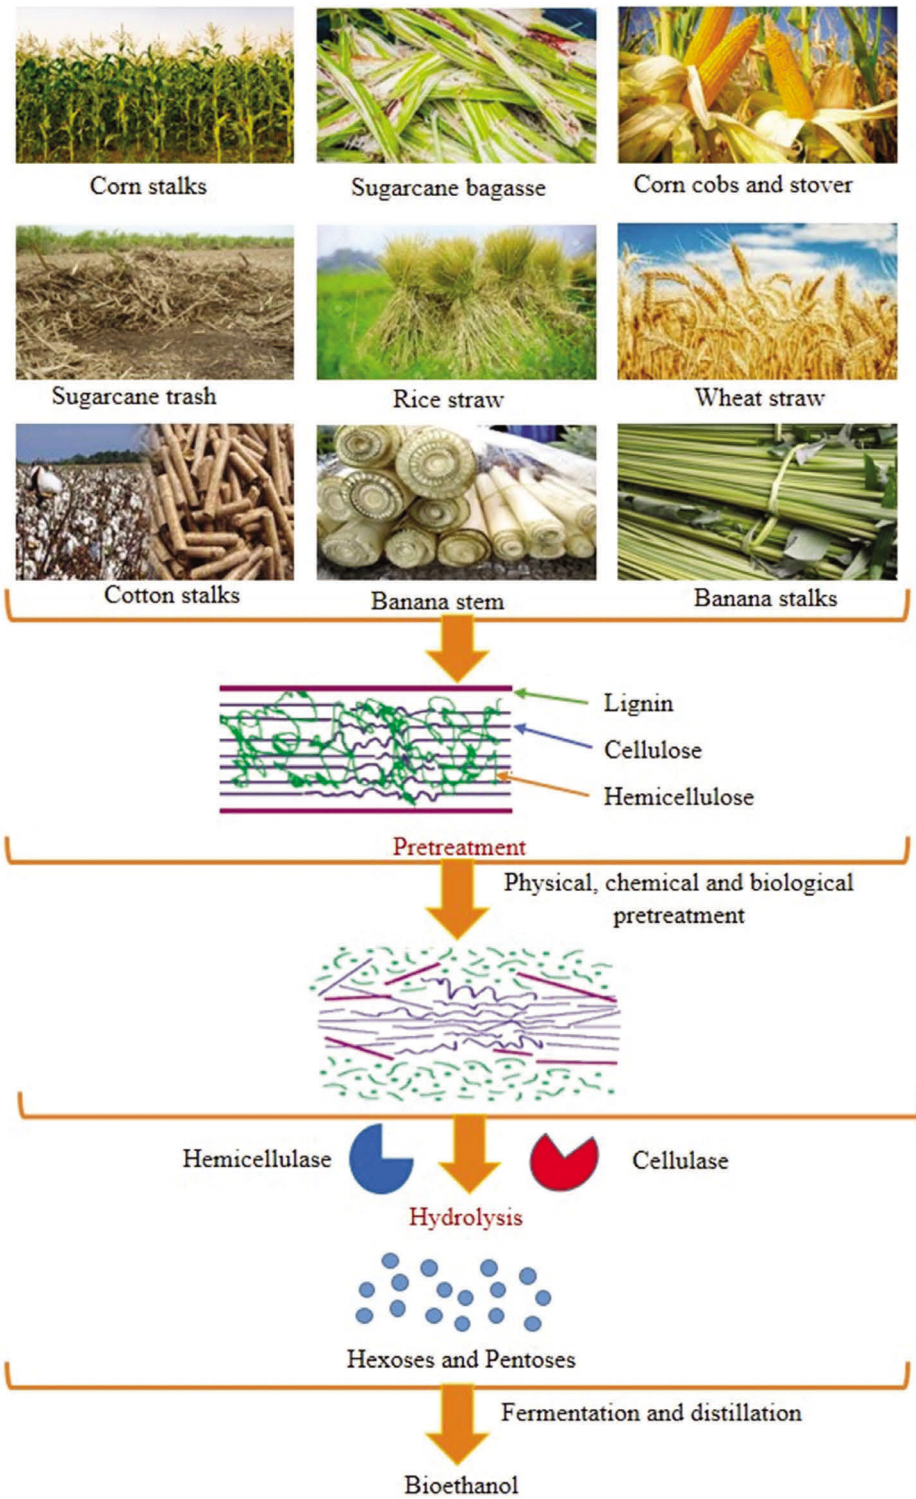 Corn stalks
Sugarcane bagasse
Corn cobs and stover
Sugarcane trash
Rice straw
Wheat straw
Cotton stalks
Banana stem
Banana stalks
Lignin
Cellulose
Hemicellulose
Pretreatment
Physical, chemical and biological
pretreatment
Hemicellulase
Cellulase
Hydrolysis
Hexoses and Pentoses
Fermentation and distillation
Bioethanol